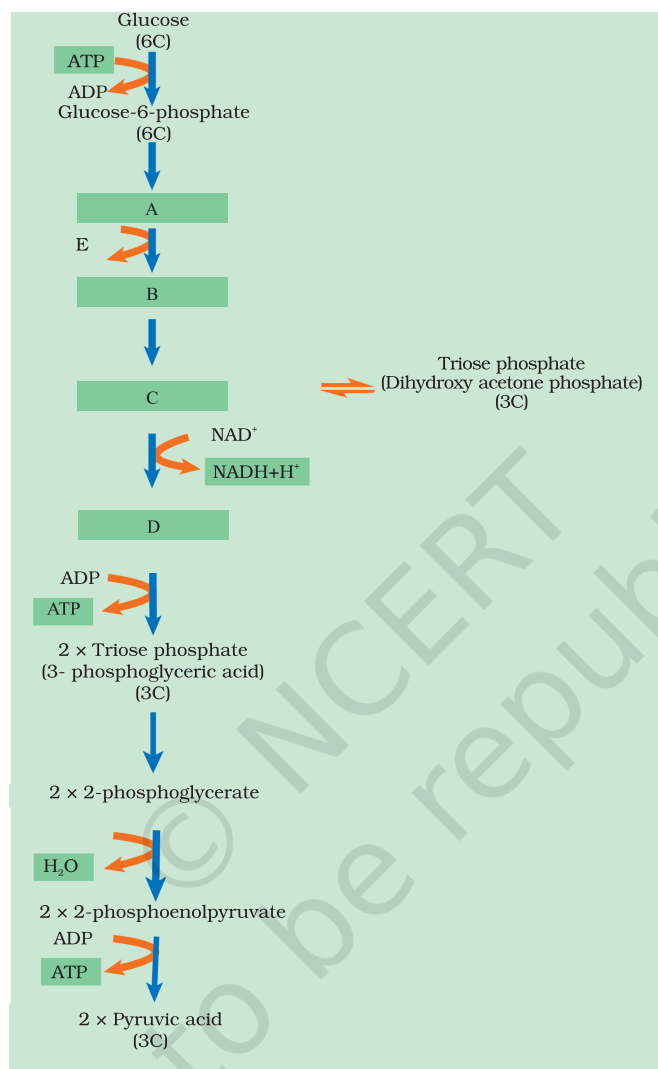 Glucose
(6C)
ATP
ADP
Glucose-6-phosphate
(6C)
A
E
B
C
Triose phosphate
(Dihydroxy acetone phosphate)
(3C)
NAD⁺
NADH+H⁺
D
ADP
ATP
2 × Triose phosphate
(3- phosphoglyceric acid)
(3C)
2 × 2-phosphoglycerate
H₂O
2 × 2-phosphoenolpyruvate
ADP
ATP
2 × Pyruvic acid
(3C)
© NCERT
to be republ